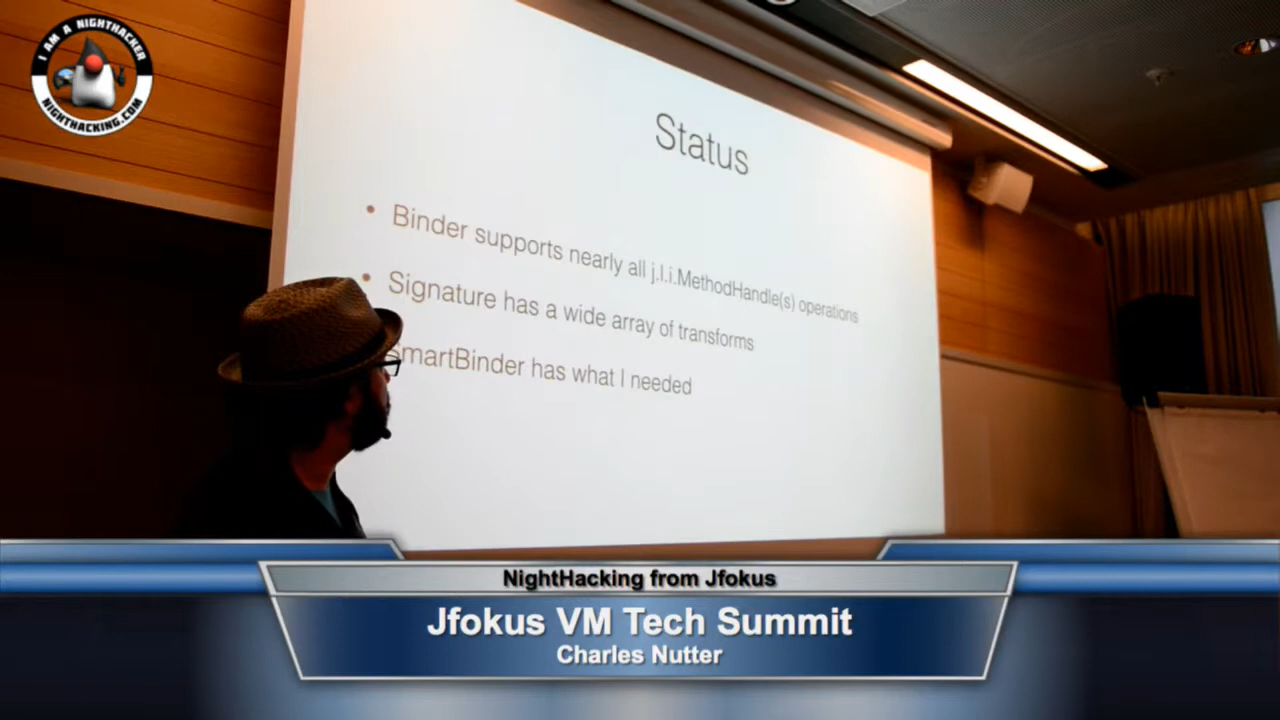 I AM A NIGHTHACKER
NIGHTHACKING.COM
Status
• Binder supports nearly all j.l.i.MethodHandle(s) operations
• Signature has a wide array of transforms
SmartBinder has what I needed
NightHacking from Jfokus
Jfokus VM Tech Summit
Charles Nutter